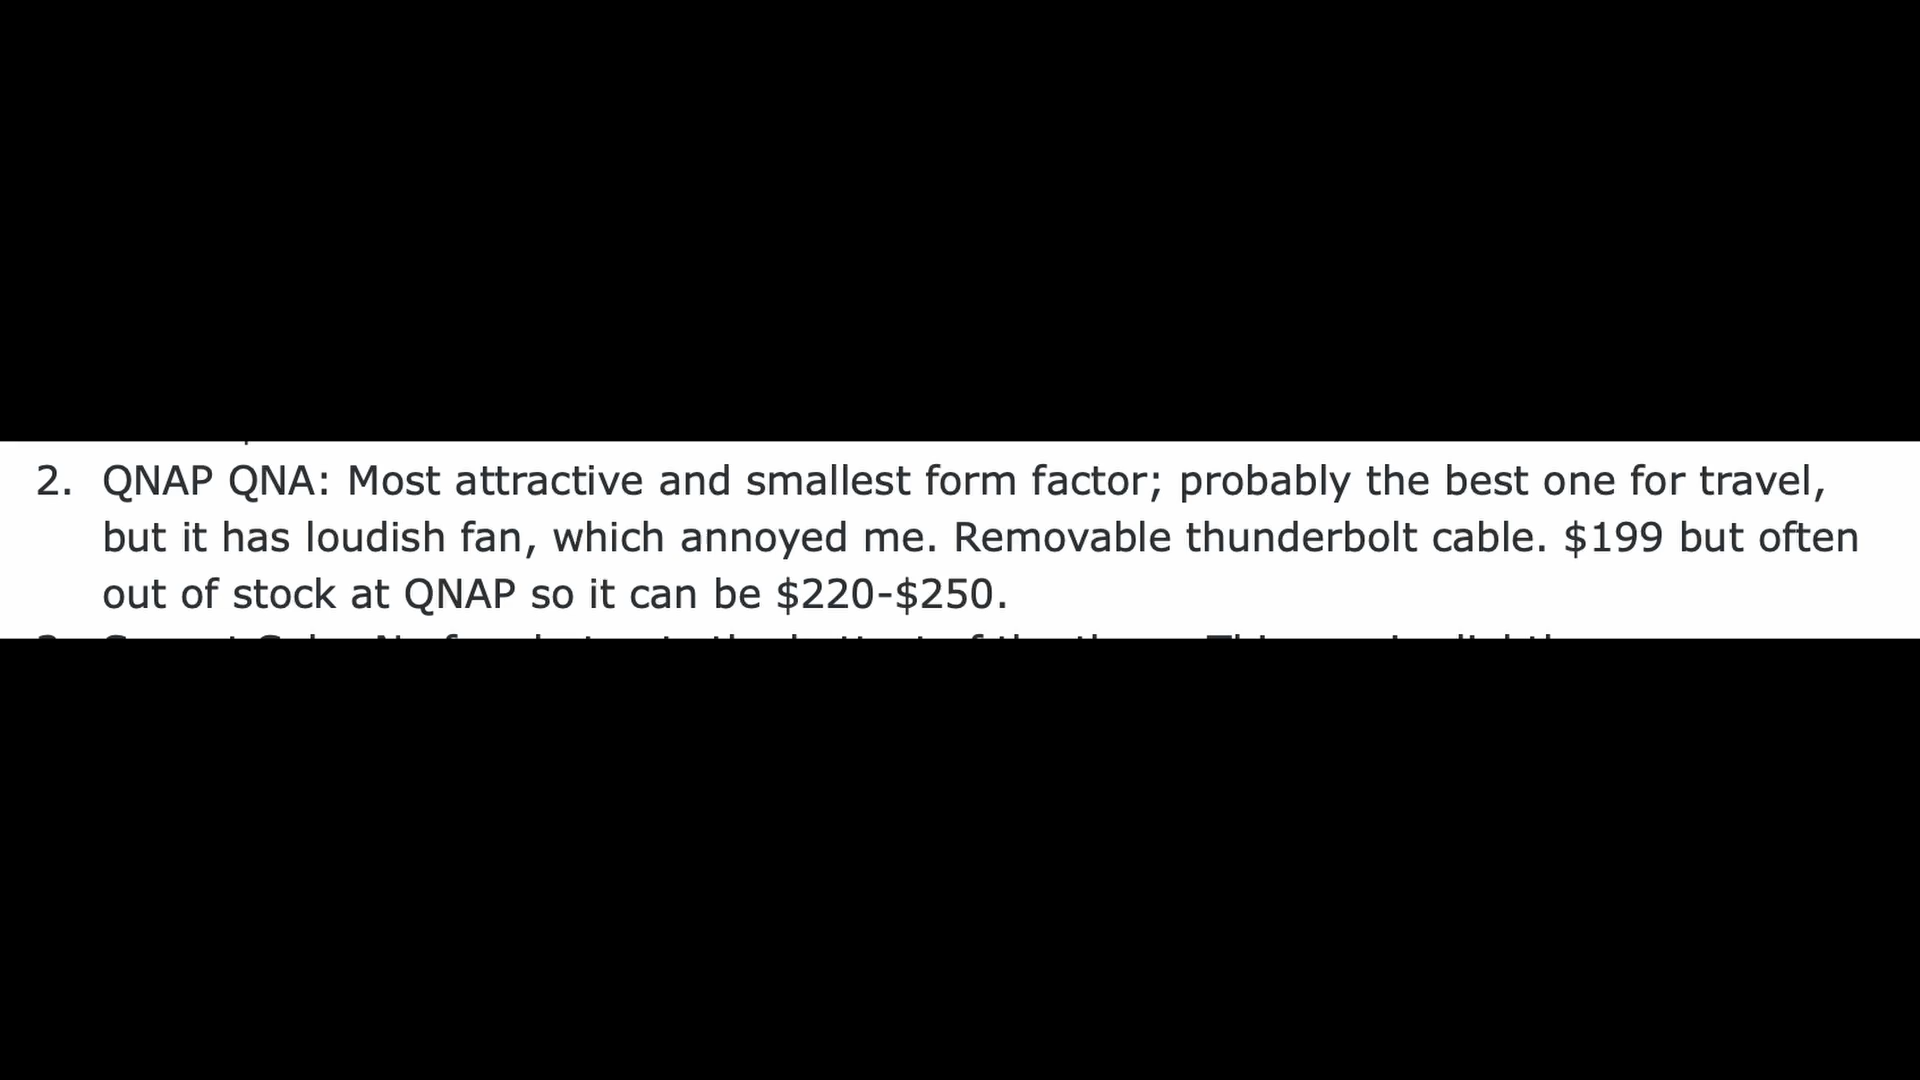 2. QNAP QNA: Most attractive and smallest form factor; probably the best one for travel,
but it has loudish fan, which annoyed me. Removable thunderbolt cable. $199 but often
out of stock at QNAP so it can be $220-$250.